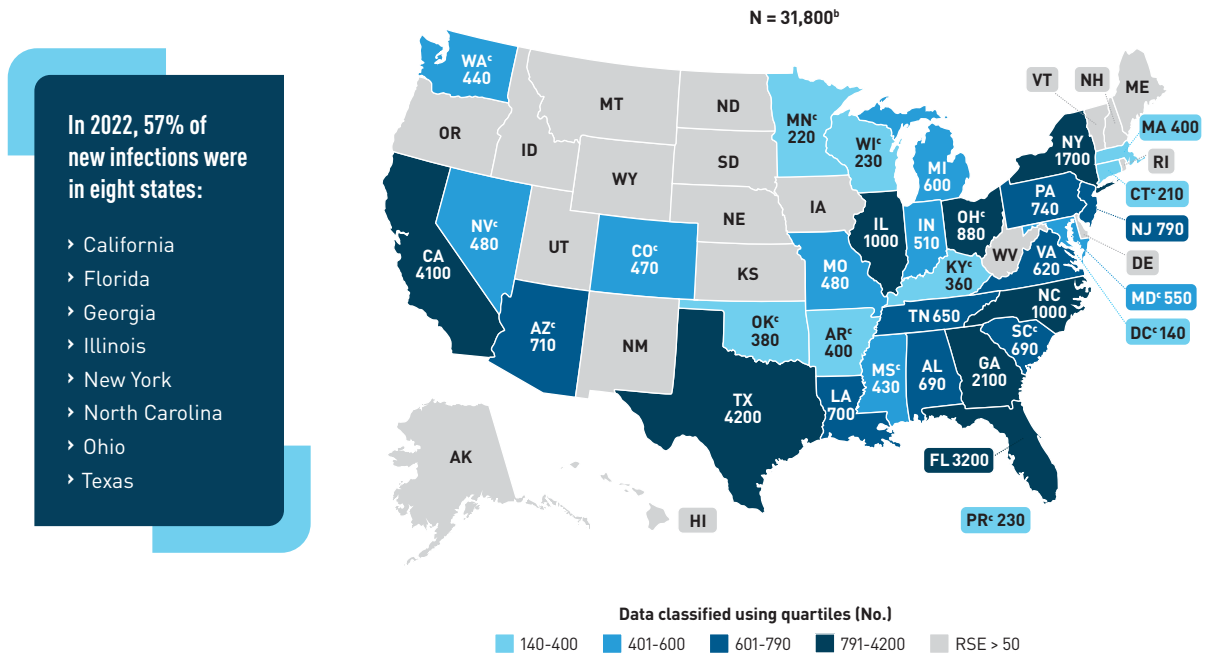 N = 31,800ᵇ
In 2022, 57% of
new infections were
in eight states:
› California
› Florida
› Georgia
› Illinois
› New York
› North Carolina
› Ohio
› Texas
WAᶜ
440
OR
ID
MT
ND
SD
WY
NE
KS
IA
UT
NM
NVᶜ
480
CA
4100
AZᶜ
710
COᶜ
470
MNᶜ
220
WIᶜ
230
MI
600
IL
1000
IN
510
OHᶜ
880
MO
480
KYᶜ
360
WV
VA
620
PA
740
NY
1700
VT
NH
ME
MA 400
RI
CTᶜ 210
NJ 790
DE
MDᶜ 550
DCᶜ 140
NC
1000
TN 650
SCᶜ
690
OKᶜ
380
ARᶜ
400
MSᶜ
430
AL
690
GA
2100
TX
4200
LA
700
FL 3200
AK
HI
PRᶜ 230
Data classified using quartiles (No.)
140-400
401-600
601-790
791-4200
RSE > 50